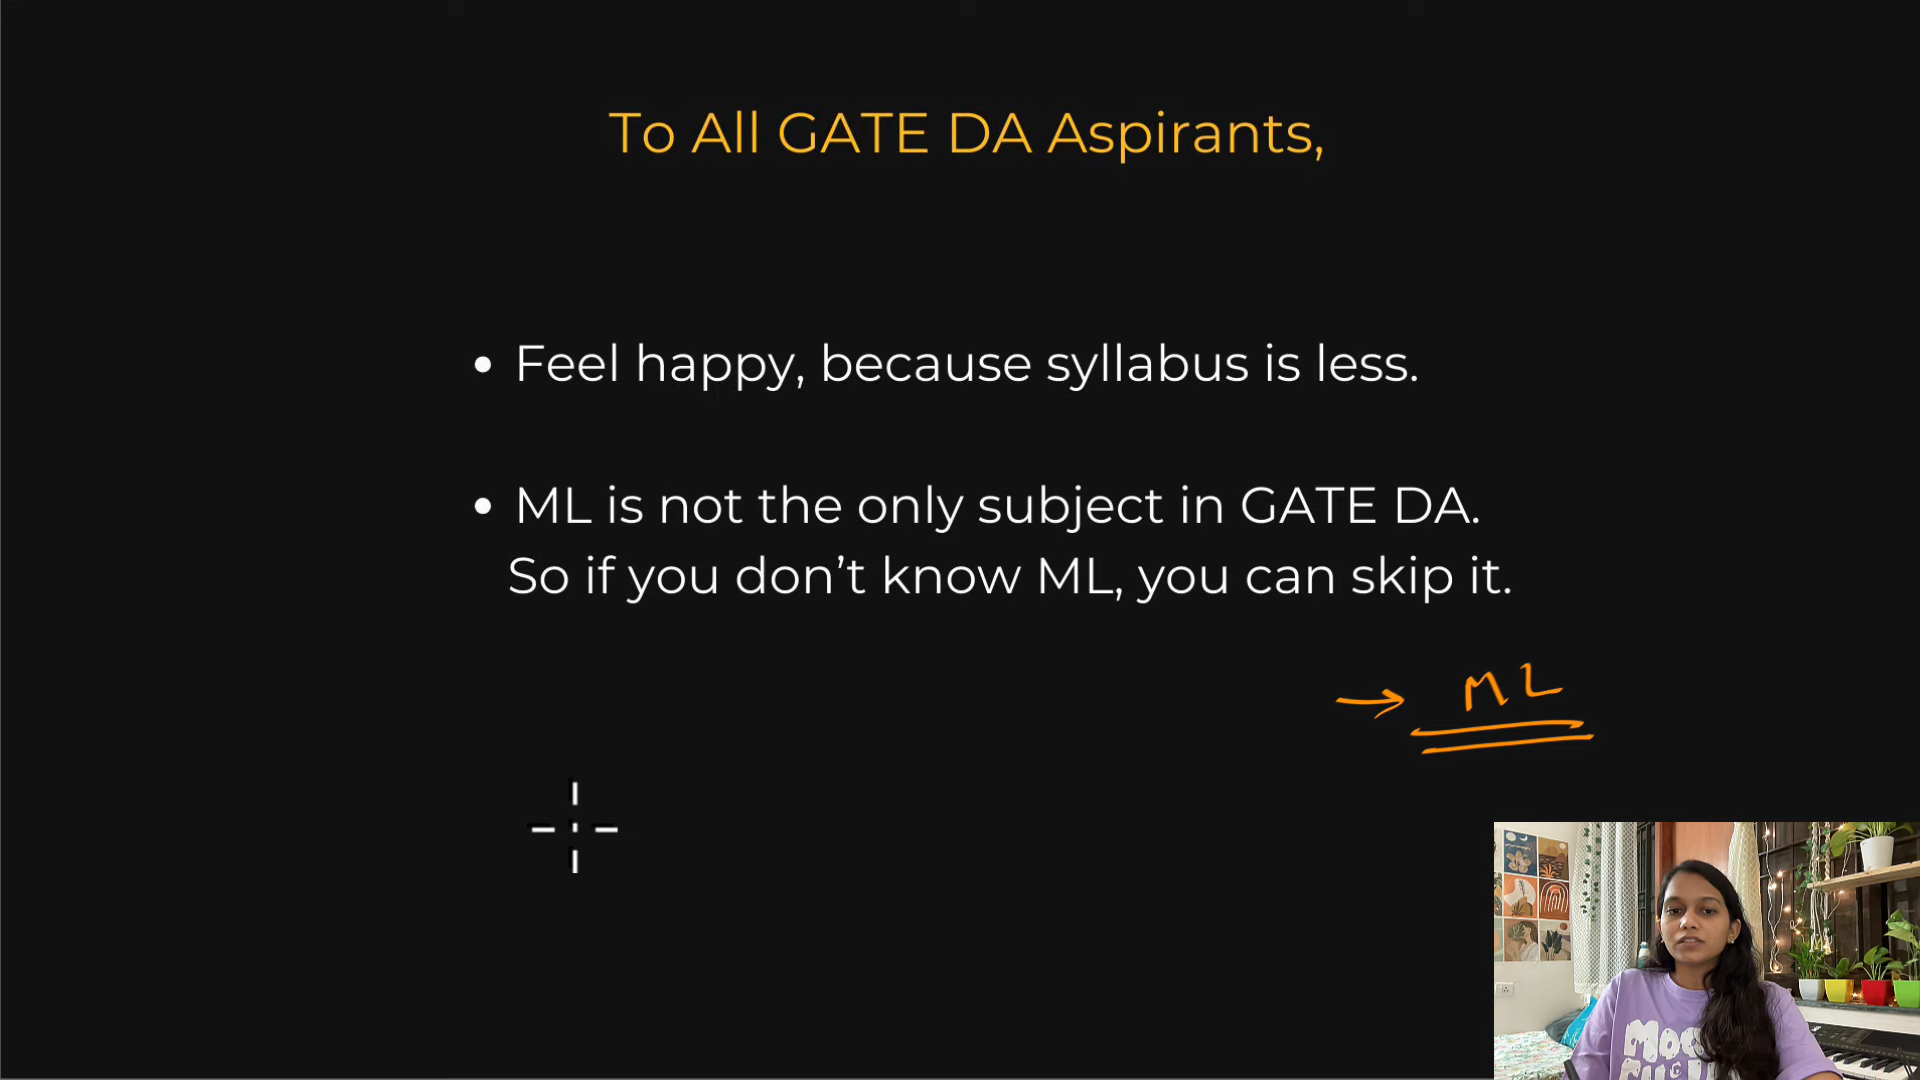 To All GATE DA Aspirants,
• Feel happy, because syllabus is less.
• ML is not the only subject in GATE DA.
So if you don’t know ML, you can skip it.
→ ML